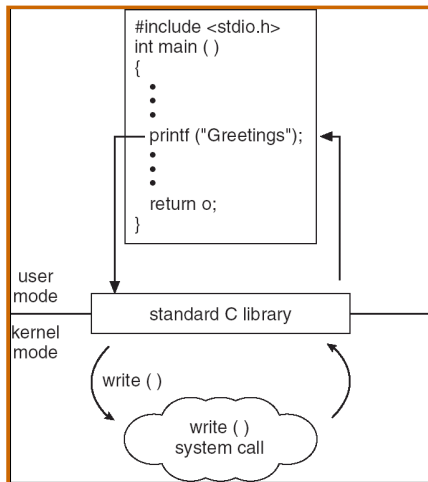 #include <stdio.h>
int main ( )
{
•
•
•
printf ("Greetings");
•
•
•
return o;
}
user
mode
standard C library
kernel
mode
write ( )
write ( )
system call